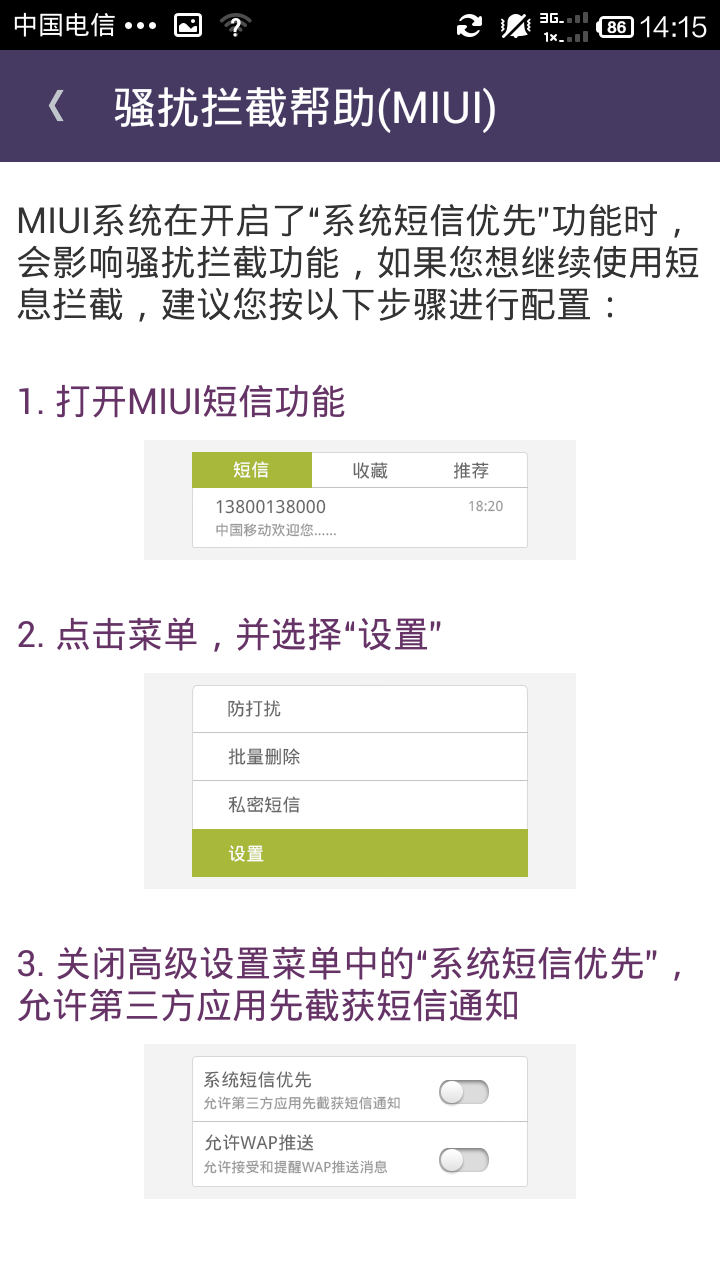 中国电信 ••• 3G 1x 86 14:15
骚扰拦截帮助(MIUI)
MIUI系统在开启了“系统短信优先”功能时，
会影响骚扰拦截功能，如果您想继续使用短
息拦截，建议您按以下步骤进行配置：
1. 打开MIUI短信功能
短信 收藏 推荐
13800138000 18:20
中国移动欢迎您......
2. 点击菜单，并选择“设置”
防打扰
批量删除
私密短信
设置
3. 关闭高级设置菜单中的“系统短信优先”，
允许第三方应用先截获短信通知
系统短信优先
允许第三方应用先截获短信通知
允许WAP推送
允许接受和提醒WAP推送消息